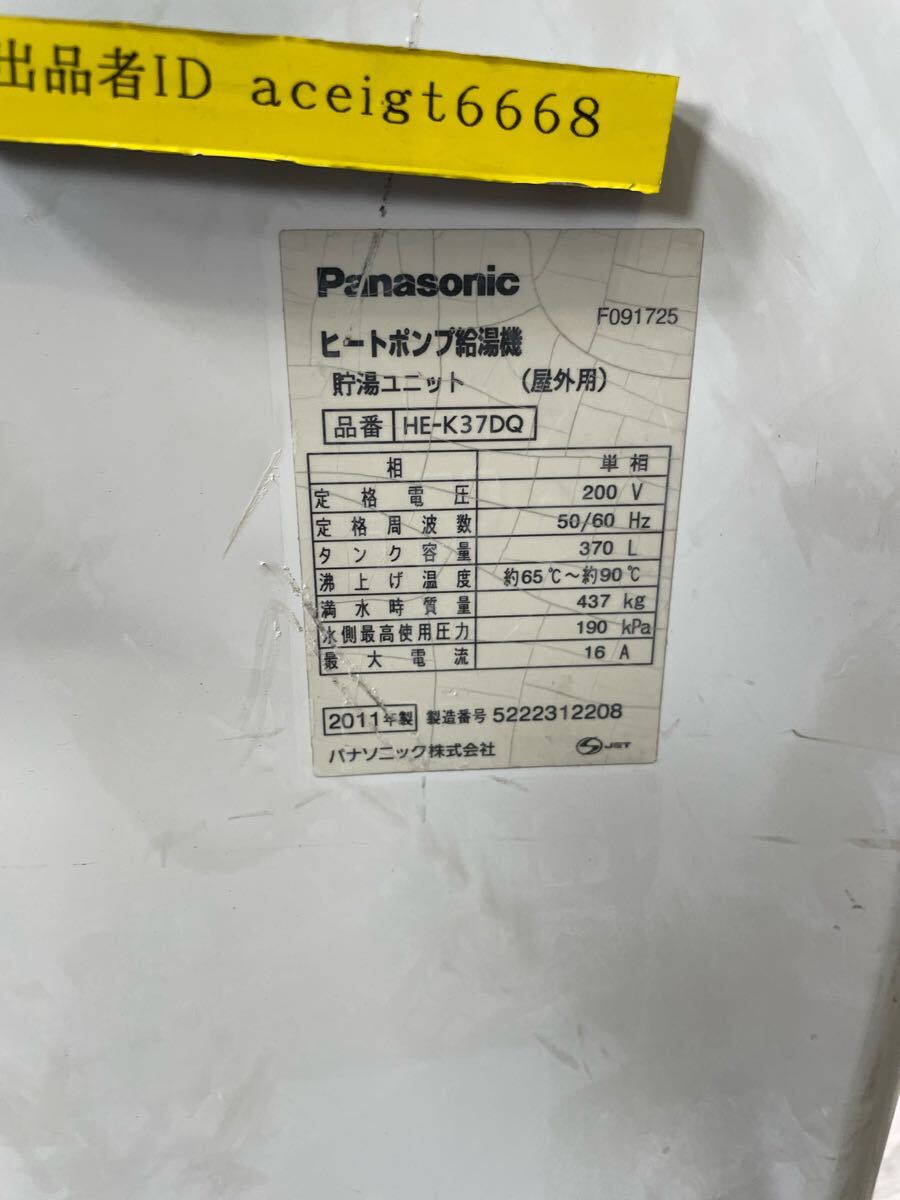 出品者ID aceigt6668
Panasonic
F091725
ヒートポンプ給湯機
貯湯ユニット （屋外用）
品番 HE-K37DQ
相 単相
定格電圧 200 V
定格周波数 50/60 Hz
タンク容量 370 L
沸上げ温度 約65℃～約90℃
満水時質量 437 kg
水側最高使用圧力 190 kPa
最大電流 16 A
2011年製 製造番号 5222312208
パナソニック株式会社 JET